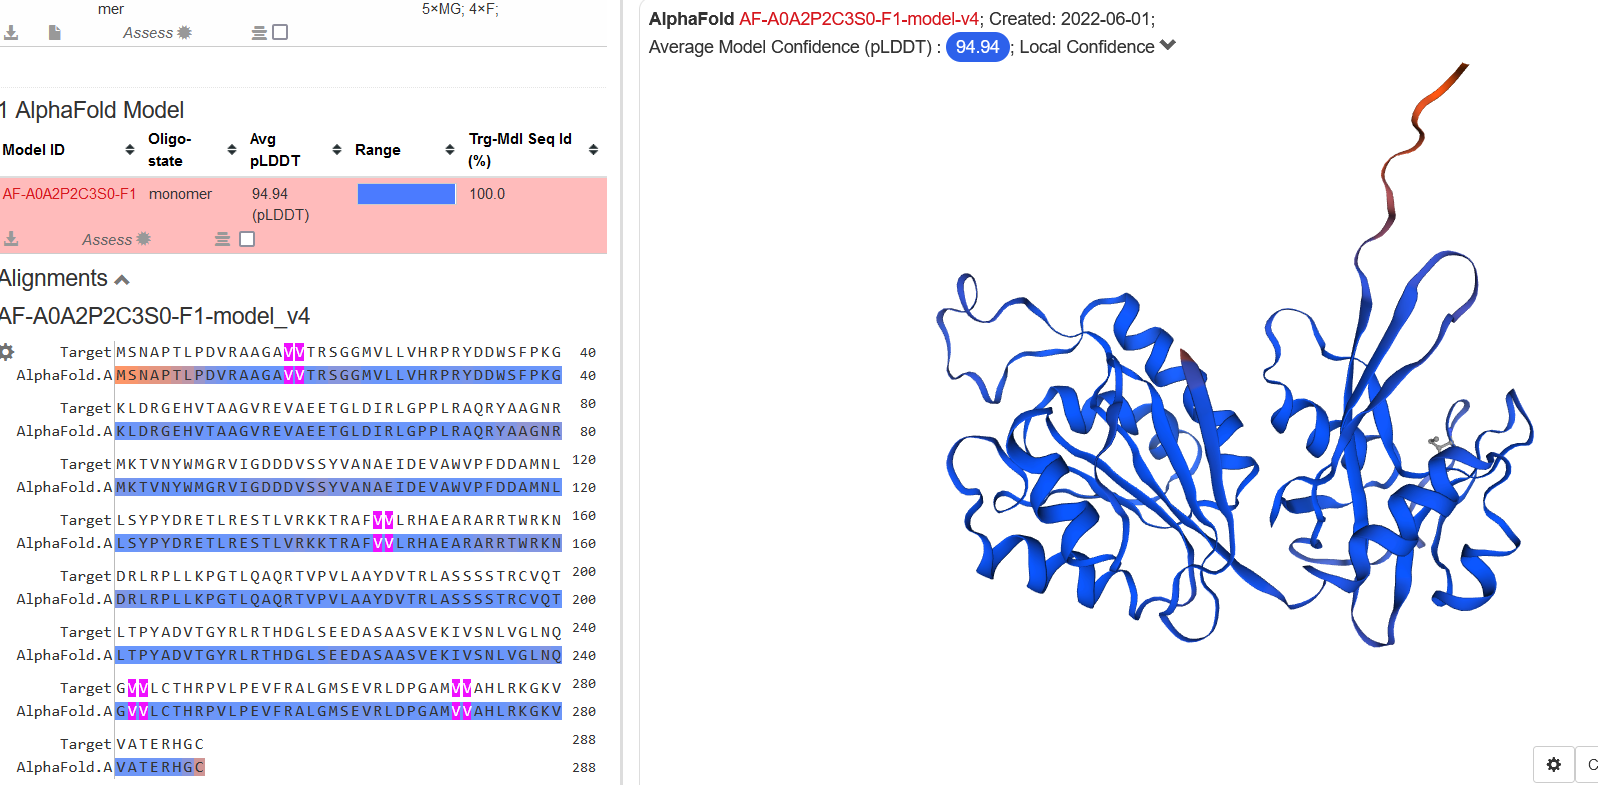 mer 5×MG; 4×F;
Assess
1 AlphaFold Model
Model ID Oligo-state Avg pLDDT Range Trg-Mdl Seq Id (%)
AF-A0A2P2C3S0-F1 monomer 94.94 (pLDDT) 100.0
Assess
Alignments
AF-A0A2P2C3S0-F1-model_v4
Target MSNAPTLPDVRAAGAVVTRSGGMVLLVHRPRYDDWSFPKG 40
AlphaFold.A MSNAPTLPDVRAAGAVVTRSGGMVLLVHRPRYDDWSFPKG 40
Target KLDRGEHVTAAGVREVAEETGLDIRLGPPLRAQRYAAGNR 80
AlphaFold.A KLDRGEHVTAAGVREVAEETGLDIRLGPPLRAQRYAAGNR 80
Target MKTVNYWMGRVIGDDDVSSYVANAEIDEVAWVPFDDAMNL 120
AlphaFold.A MKTVNYWMGRVIGDDDVSSYVANAEIDEVAWVPFDDAMNL 120
Target LSYPYDRETLRESTLVRKKTRAFVVLRHAEARARRTWRKN 160
AlphaFold.A LSYPYDRETLRESTLVRKKTRAFVVLRHAEARARRTWRKN 160
Target DRLRPLLKPGTLQAQRTVPVLAAYDVTRLASSSSTRCVQT 200
AlphaFold.A DRLRPLLKPGTLQAQRTVPVLAAYDVTRLASSSSTRCVQT 200
Target LTPYADVTGYRLRTHDGLSEEDASAASVEKIVSNLVGLNQ 240
AlphaFold.A LTPYADVTGYRLRTHDGLSEEDASAASVEKIVSNLVGLNQ 240
Target GVVLCTHRPVLPEVFRALGMSEVRLDPGAMVVAHLRKGKV 280
AlphaFold.A GVVLCTHRPVLPEVFRALGMSEVRLDPGAMVVAHLRKGKV 280
Target VATERHGC 288
AlphaFold.A VATERHGC 288
AlphaFold AF-A0A2P2C3S0-F1-model-v4; Created: 2022-06-01;
Average Model Confidence (pLDDT) : 94.94 ; Local Confidence